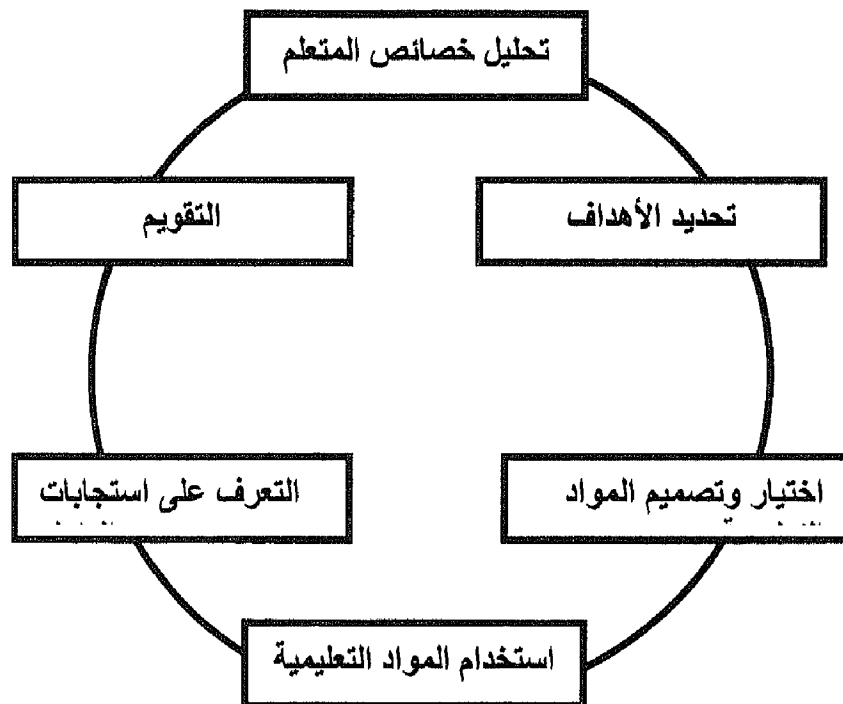 تحليل خصائص المتعلم
التقويم
تحديد الأهداف
التعرف على استجابات
اختيار وتصميم المواد
استخدام المواد التعليمية